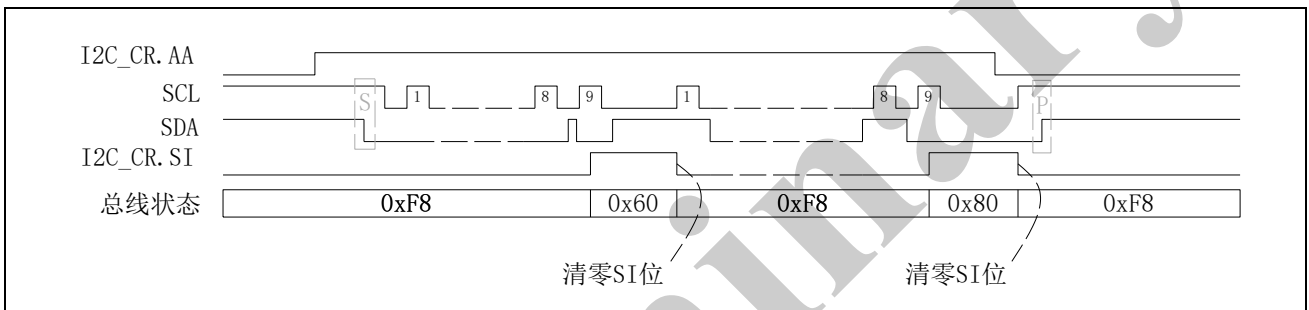 I2C_CR.AA
SCL S 1 8 9 1 8 9 P
SDA
I2C_CR.SI
总线状态 0xF8 0x60 0xF8 0x80 0xF8
清零SI位 清零SI位